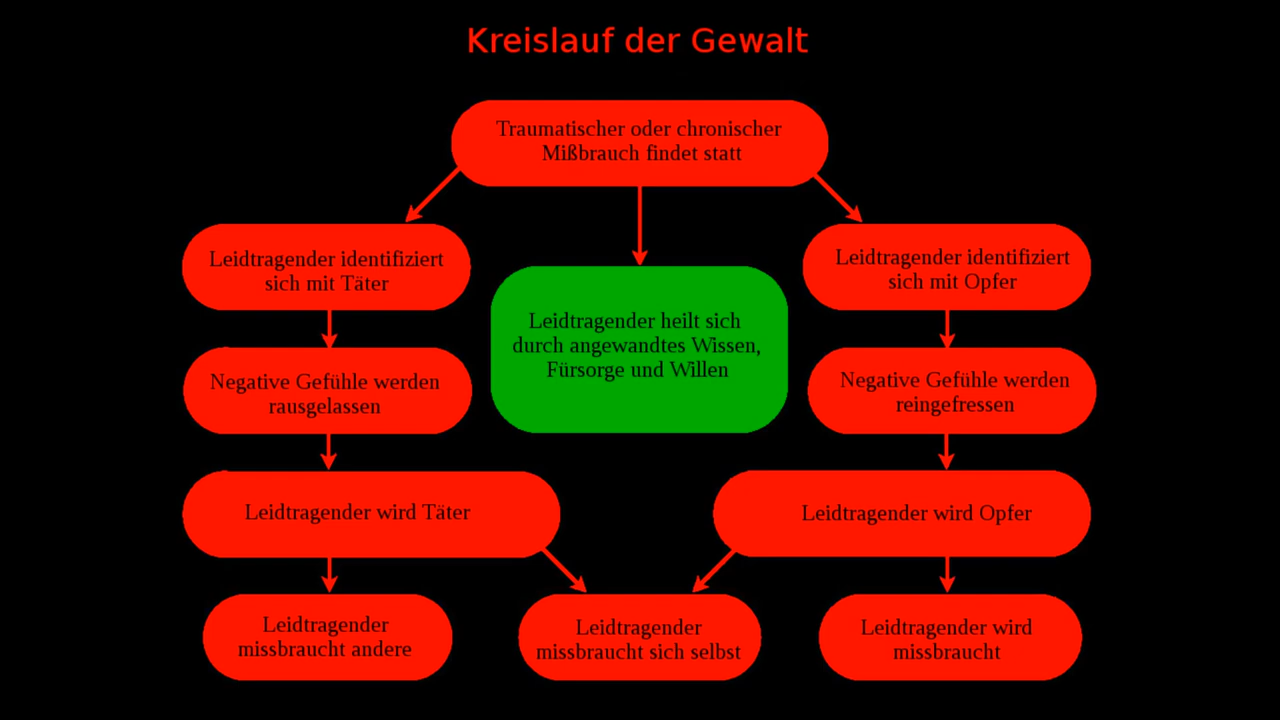 Kreislauf der Gewalt
Traumatischer oder chronischer
Mißbrauch findet statt
Leidtragender identifiziert
sich mit Täter
Leidtragender identifiziert
sich mit Opfer
Leidtragender heilt sich
durch angewandtes Wissen,
Fürsorge und Willen
Negative Gefühle werden
rausgelassen
Negative Gefühle werden
reingefressen
Leidtragender wird Täter
Leidtragender wird Opfer
Leidtragender
missbraucht andere
Leidtragender
missbraucht sich selbst
Leidtragender wird
missbraucht